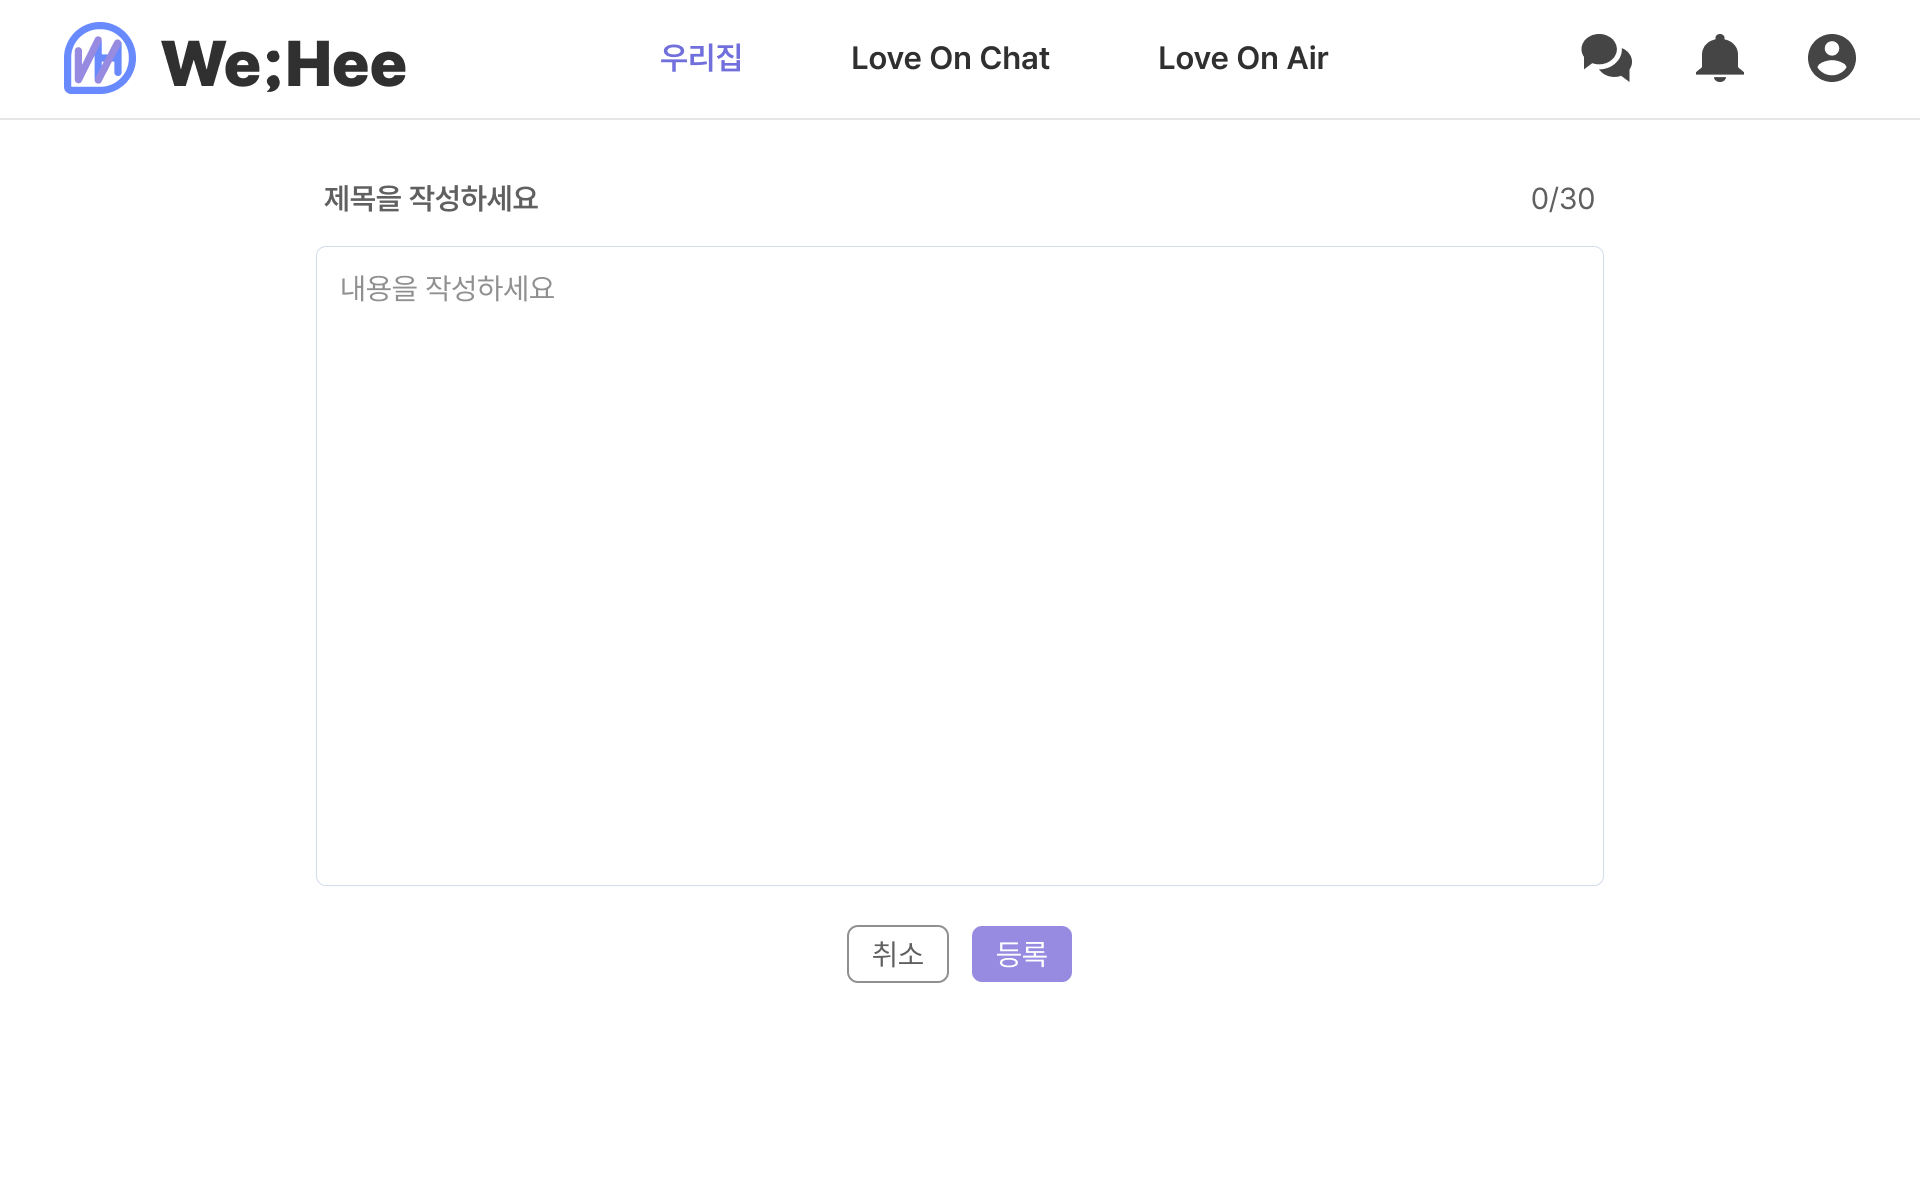 We;Hee
우리집
Love On Chat
Love On Air
제목을 작성하세요
0/30
내용을 작성하세요
취소
등록